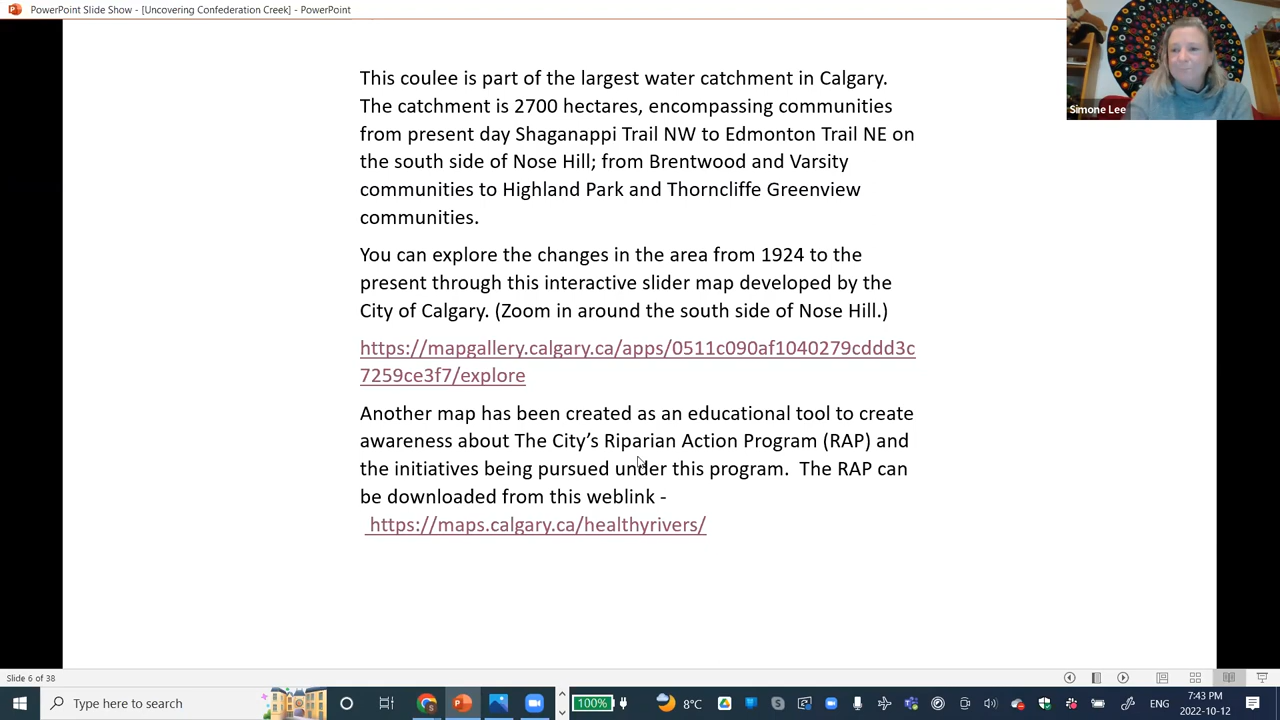 PowerPoint Slide Show - [Uncovering Confederation Creek] - PowerPoint
Simone Lee
This coulee is part of the largest water catchment in Calgary.
The catchment is 2700 hectares, encompassing communities
from present day Shaganappi Trail NW to Edmonton Trail NE on
the south side of Nose Hill; from Brentwood and Varsity
communities to Highland Park and Thorncliffe Greenview
communities.
You can explore the changes in the area from 1924 to the
present through this interactive slider map developed by the
City of Calgary. (Zoom in around the south side of Nose Hill.)
https://mapgallery.calgary.ca/apps/0511c090af1040279cddd3c
7259ce3f7/explore
Another map has been created as an educational tool to create
awareness about The City’s Riparian Action Program (RAP) and
the initiatives being pursued under this program.  The RAP can
be downloaded from this weblink -
https://maps.calgary.ca/healthyrivers/
Slide 6 of 38
Type here to search
100%
8°C
7:43 PM
2022-10-12